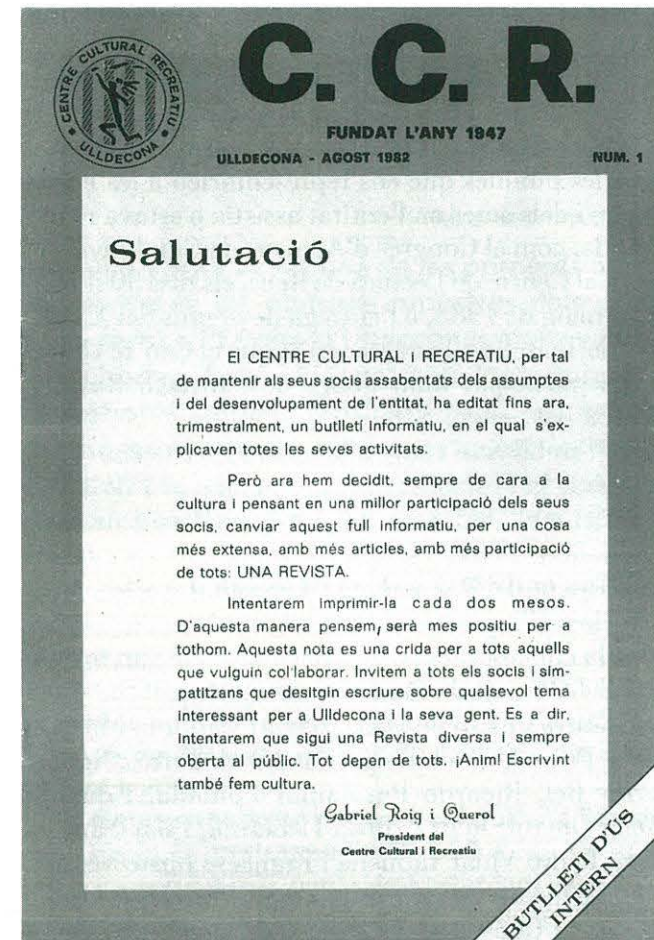 CENTRE CULTURAL RECREATIU
ULLDECONA
C. C. R.
FUNDAT L'ANY 1947
ULLDECONA - AGOST 1982 NUM. 1
Salutació
El CENTRE CULTURAL i RECREATIU, per tal
de mantenir als seus socis assabentats dels assumptes
i del desenvolupament de l'entitat, ha editat fins ara,
trimestralment, un butlletí informatiu, en el qual s'ex-
plicaven totes les seves activitats.
Però ara hem decidit, sempre de cara a la
cultura i pensant en una millor participació dels seus
socis, canviar aquest full informatiu, per una cosa
més extensa, amb més articles, amb més participació
de tots: UNA REVISTA.
Intentarem imprimir-la cada dos mesos.
D'aquesta manera pensem, serà mes positiu per a
tothom. Aquesta nota es una crida per a tots aquells
que vulguin col'laborar. Invitem a tots els socis i sim-
patitzans que desitgin escriure sobre qualsevol tema
interessant per a Ulldecona i la seva gent. Es a dir,
intentarem que sigui una Revista diversa i sempre
oberta al públic. Tot depen de tots. ¡Anim! Escrivint
també fem cultura.
Gabriel Roig i Querol
President del
Centre Cultural i Recreatiu
BUTLLETI D'ÚS
INTERN